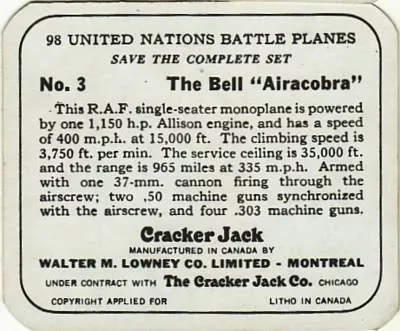 98 UNITED NATIONS BATTLE PLANES
SAVE THE COMPLETE SET
No. 3 The Bell "Airacobra"
This R.A.F. single-seater monoplane is powered
by one 1,150 h.p. Allison engine, and has a speed
of 400 m.p.h. at 15,000 ft. The climbing speed is
3,750 ft. per min. The service ceiling is 35,000 ft.
and the range is 965 miles at 335 m.p.h. Armed
with one 37-mm. cannon firing through the
airscrew; two .50 machine guns synchronized
with the airscrew, and four .303 machine guns.
Cracker Jack
MANUFACTURED IN CANADA BY
WALTER M. LOWNEY CO. LIMITED - MONTREAL
UNDER CONTRACT WITH The Cracker Jack Co. CHICAGO
COPYRIGHT APPLIED FOR LITHO IN CANADA